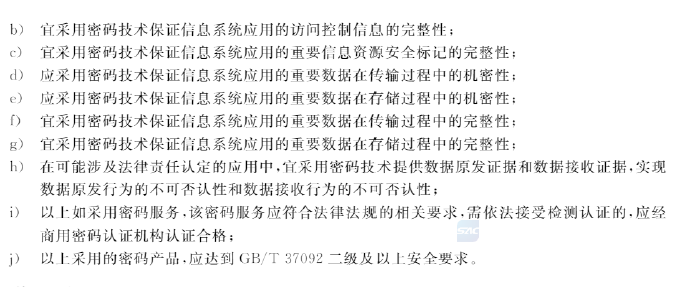 b) 宜采用密码技术保证信息系统应用的访问控制信息的完整性;
c) 宜采用密码技术保证信息系统应用的重要信息资源安全标记的完整性;
d) 应采用密码技术保证信息系统应用的重要数据在传输过程中的机密性;
e) 应采用密码技术保证信息系统应用的重要数据在存储过程中的机密性;
f) 宜采用密码技术保证信息系统应用的重要数据在传输过程中的完整性;
g) 宜采用密码技术保证信息系统应用的重要数据在存储过程中的完整性;
h) 在可能涉及法律责任认定的应用中,宜采用密码技术提供数据原发证据和数据接收证据,实现
数据原发行为的不可否认性和数据接收行为的不可否认性;
i) 以上如采用密码服务,该密码服务应符合法律法规的相关要求,需依法接受检测认证的,应经
商用密码认证机构认证合格;
SZIC
j) 以上采用的密码产品,应达到 GB/T 37092 二级及以上安全要求。